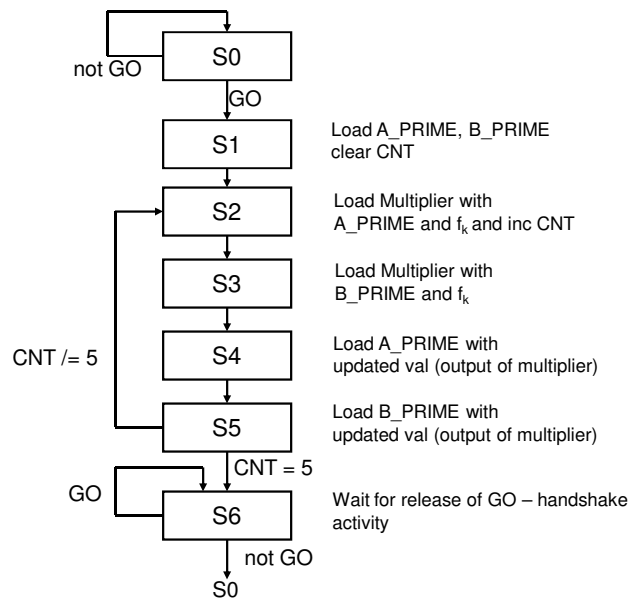 S0
not GO
GO
S1
Load A_PRIME, B_PRIME
clear CNT
S2
Load Multiplier with
A_PRIME and fk and inc CNT
S3
Load Multiplier with
B_PRIME and fk
CNT /= 5
S4
Load A_PRIME with
updated val (output of multiplier)
S5
Load B_PRIME with
updated val (output of multiplier)
CNT = 5
GO
S6
Wait for release of GO – handshake
activity
not GO
S0